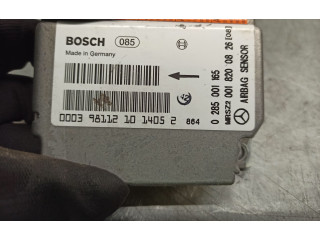 BOSCH 085
Made in Germany
0003 98112 10 1405 2 864
0 285 001 165
MRSZ2 001 820 08 26 [08]
AIRBAG SENSOR